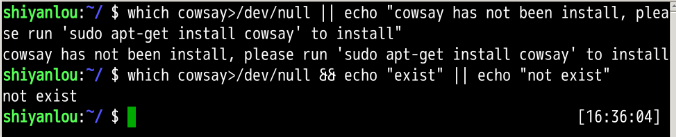 shiyanlou:~/ $ which cowsay>/dev/null || echo "cowsay has not been install, plea
se run 'sudo apt-get install cowsay' to install"
cowsay has not been install, please run 'sudo apt-get install cowsay' to install
shiyanlou:~/ $ which cowsay>/dev/null && echo "exist" || echo "not exist"
not exist
shiyanlou:~/ $ [16:36:04]